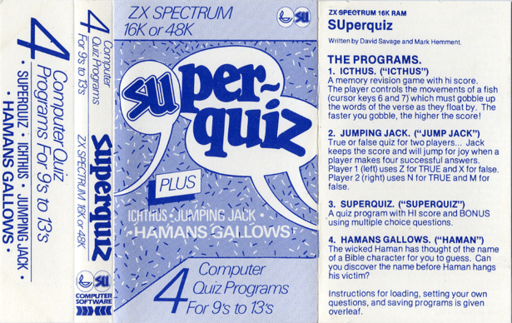 4 Computer Quiz
Programs For 9's to 13's
• SUPERQUIZ • ICHTHUS • JUMPING JACK •
• HAMANS GALLOWS •
4 Computer
Quiz Programs
For 9's to 13's
Superquiz
ZX SPECTRUM 16K or 48K
SU
COMPUTER
SOFTWARE
ZX SPECTRUM
16K or 48K
SU
Super-
quiz
PLUS
ICHTHUS • JUMPING JACK •
• HAMANS GALLOWS •
4 Computer
Quiz Programs
For 9's to 13's
ZX SPECTRUM 16K RAM
SUperquiz
Written by David Savage and Mark Hemment.
THE PROGRAMS.
1. ICTHUS. ("ICHTHUS")
A memory revision game with hi score.
The player controls the movements of a fish
(cursor keys 6 and 7) which must gobble up
the words of the verse as they float by. The
faster you gobble, the higher the score!
2. JUMPING JACK. ("JUMP JACK")
True or false quiz for two players... Jack
keeps the score and will jump for joy when a
player makes four successful answers.
Player 1 (left) uses Z for TRUE and X for false.
Player 2 (right) uses N for TRUE and M for
false.
3. SUPERQUIZ. ("SUPERQUIZ")
A quiz program with HI score and BONUS
using multiple choice questions.
4. HAMANS GALLOWS. ("HAMAN")
The wicked Haman has thought of the name
of a Bible character for you to guess. Can
you discover the name before Haman hangs
his victim?
Instructions for loading, setting your own
questions, and saving programs is given
overleaf.